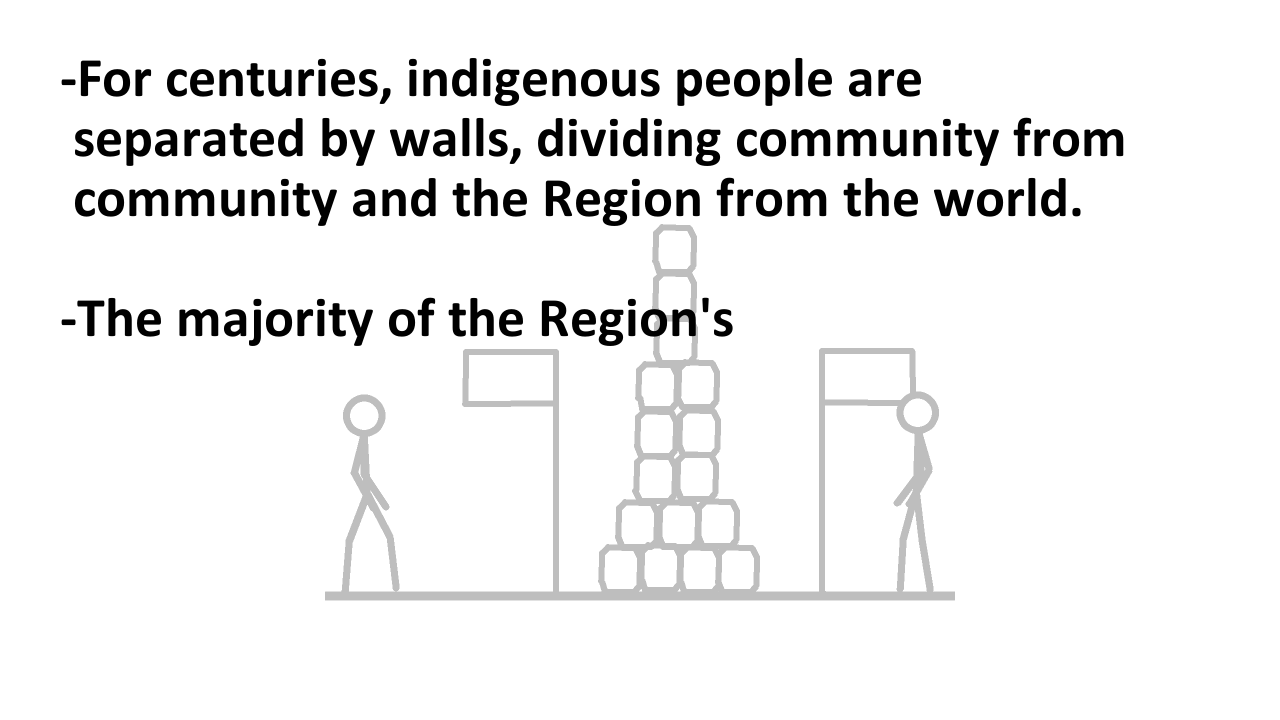 -For centuries, indigenous people are
separated by walls, dividing community from
community and the Region from the world.
-The majority of the Region's